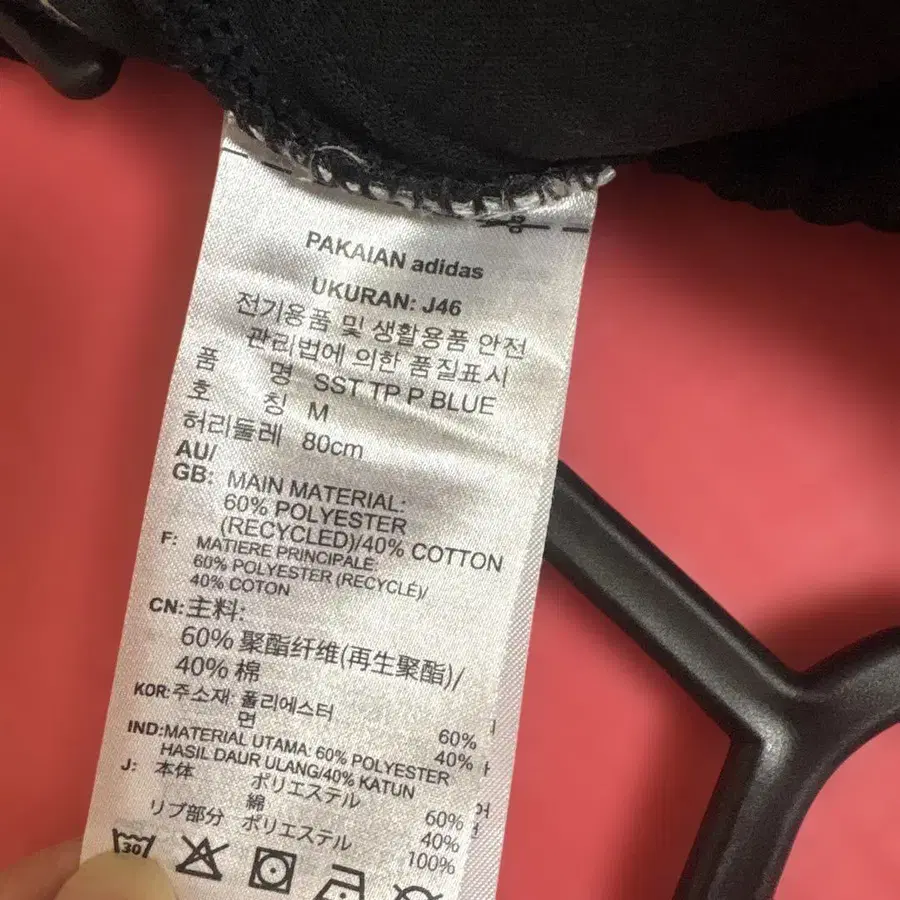 PAKAIAN adidas
UKURAN: J46
전기용품 및 생활용품 안전
관리법에 의한 품질표시
품 명 SST TP P BLUE
호 칭 M
허리둘레 80cm
AU/
GB: MAIN MATERIAL:
60% POLYESTER
(RECYCLED)/40% COTTON
F: MATIERE PRINCIPALE:
60% POLYESTER (RECYCLÉ)/
40% COTON
CN:主料:
60% 聚酯纤维(再生聚酯)/
40% 棉
KOR:주소재 폴리에스터 60%
면 40%
IND:MATERIAL UTAMA: 60% POLYESTER
HASIL DAUR ULANG/40% KATUN
J: 本体 ポリエステル 60%
綿 40%
リブ部分 ポリエステル 100%
30